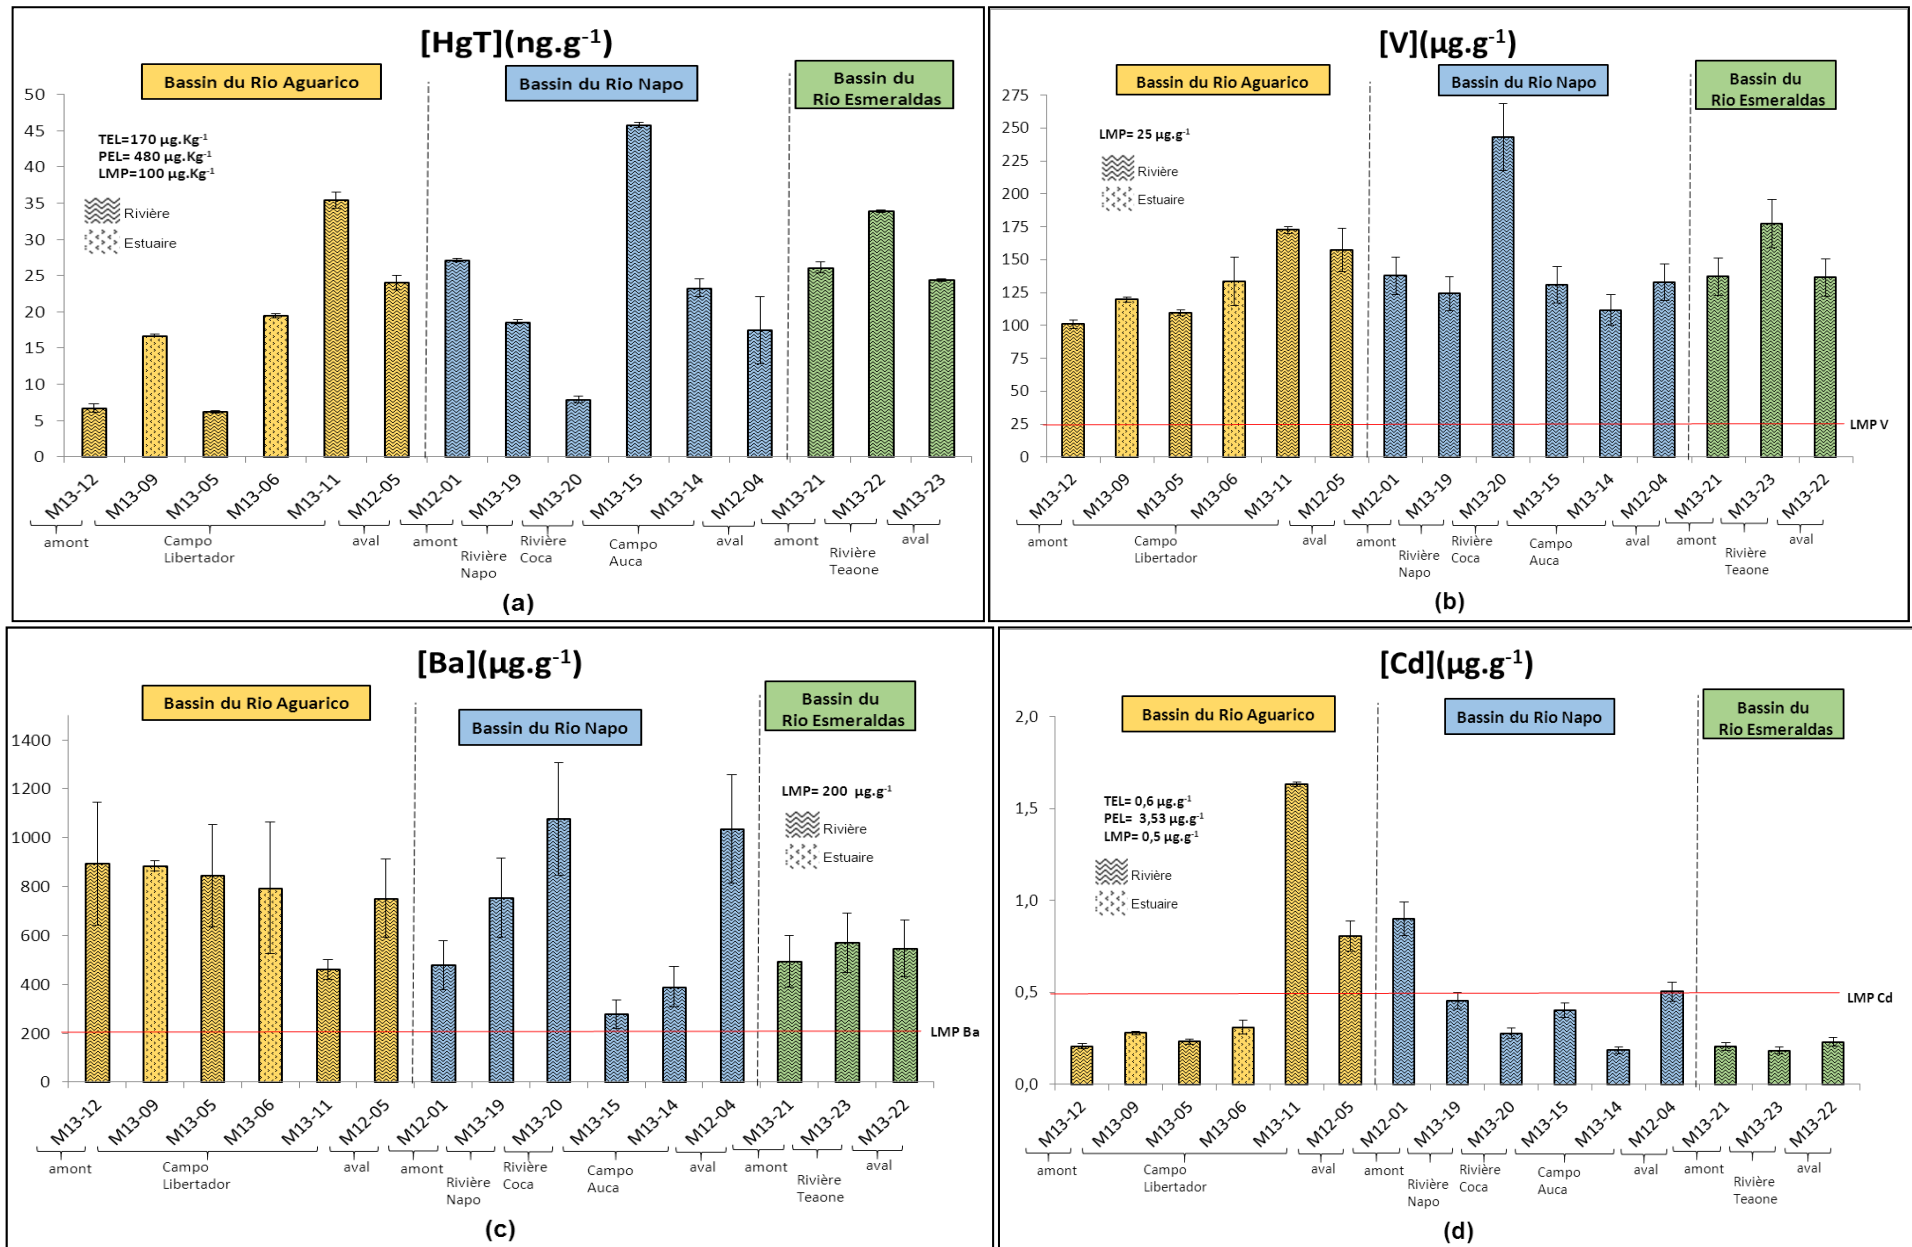 [HgT](ng.g-1)
Bassin du Rio Aguarico
Bassin du Rio Napo
Bassin du
Rio Esmeraldas
50
45
40
35
30
25
20
15
10
5
0
TEL=170 µg.Kg-1
PEL= 480 µg.Kg-1
LMP=100 µg.Kg-1
Rivière
Estuaire
M13-12
M13-09
M13-05
M13-06
M13-11
M12-05
M12-01
M13-19
M13-20
M13-15
M13-14
M12-04
M13-21
M13-22
M13-23
amont
Campo
Libertador
aval
amont
Rivière
Napo
Rivière
Coca
Campo
Auca
aval
amont
Rivière
Teaone
aval
(a)
[V](µg.g-1)
Bassin du Rio Aguarico
Bassin du Rio Napo
Bassin du
Rio Esmeraldas
275
250
225
200
175
150
125
100
75
50
25
0
LMP= 25 µg.g-1
Rivière
Estuaire
LMP V
M13-12
M13-09
M13-05
M13-06
M13-11
M12-05
M12-01
M13-19
M13-20
M13-15
M13-14
M12-04
M13-21
M13-23
M13-22
amont
Campo
Libertador
aval
amont
Rivière
Napo
Rivière
Coca
Campo
Auca
aval
amont
Rivière
Teaone
aval
(b)
[Ba](µg.g-1)
Bassin du Rio Aguarico
Bassin du Rio Napo
Bassin du
Rio Esmeraldas
1400
1200
1000
800
600
400
200
0
LMP= 200 µg.g-1
Rivière
Estuaire
LMP Ba
M13-12
M13-09
M13-05
M13-06
M13-11
M12-05
M12-01
M13-19
M13-20
M13-15
M13-14
M12-04
M13-21
M13-23
M13-22
amont
Campo
Libertador
aval
amont
Rivière
Napo
Rivière
Coca
Campo
Auca
aval
amont
Rivière
Teaone
aval
(c)
[Cd](µg.g-1)
Bassin du Rio Aguarico
Bassin du Rio Napo
Bassin du
Rio Esmeraldas
2,0
1,5
1,0
0,5
0,0
TEL= 0,6 µg.g-1
PEL= 3,53 µg.g-1
LMP= 0,5 µg.g-1
Rivière
Estuaire
LMP Cd
M13-12
M13-09
M13-05
M13-06
M13-11
M12-05
M12-01
M13-19
M13-20
M13-15
M13-14
M12-04
M13-21
M13-23
M13-22
amont
Campo
Libertador
aval
amont
Rivière
Napo
Rivière
Coca
Campo
Auca
aval
amont
Rivière
Teaone
aval
(d)